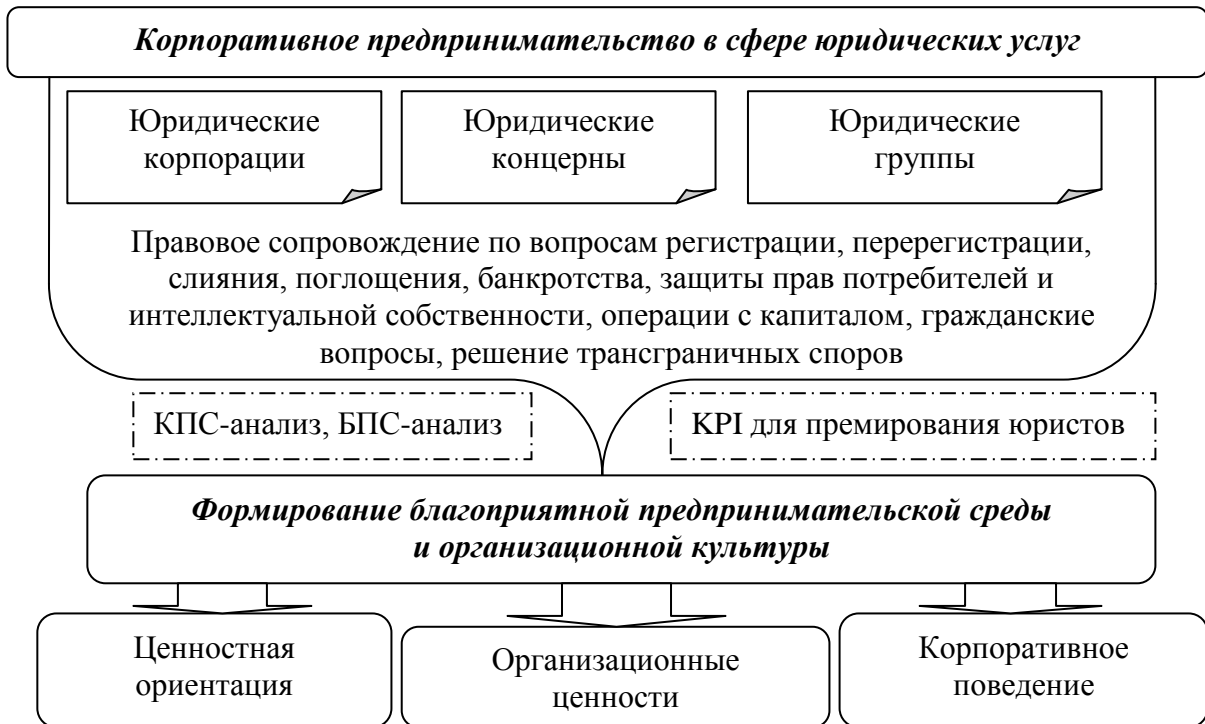 Корпоративное предпринимательство в сфере юридических услуг
Юридические
корпорации
Юридические
концерны
Юридические
группы
Правовое сопровождение по вопросам регистрации, перерегистрации,
слияния, поглощения, банкротства, защиты прав потребителей и
интеллектуальной собственности, операции с капиталом, гражданские
вопросы, решение трансграничных споров
КПС-анализ, БПС-анализ
KPI для премирования юристов
Формирование благоприятной предпринимательской среды
и организационной культуры
Ценностная
ориентация
Организационные
ценности
Корпоративное
поведение